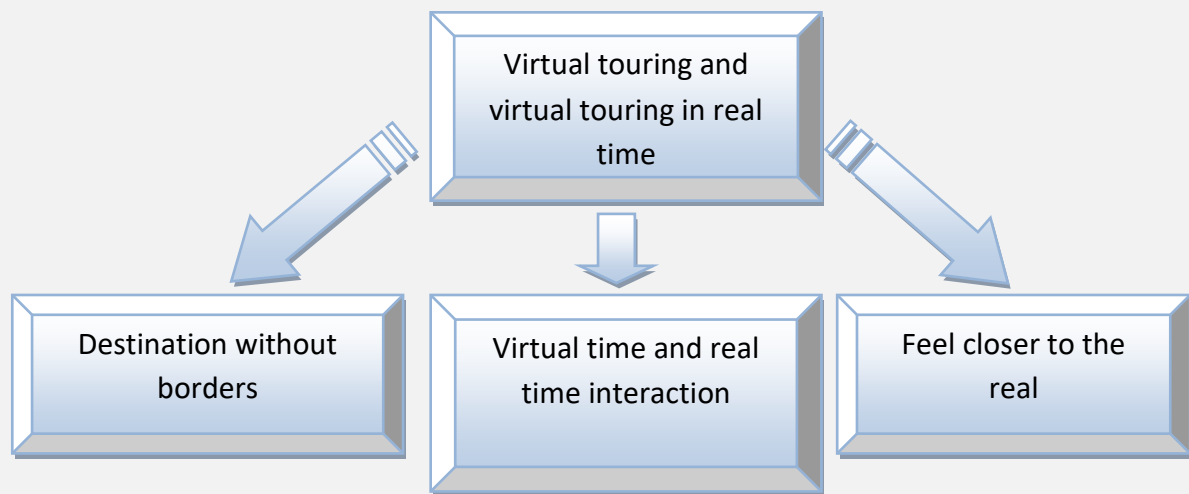 Virtual touring and
virtual touring in real
time
Destination without
borders
Virtual time and real
time interaction
Feel closer to the
real